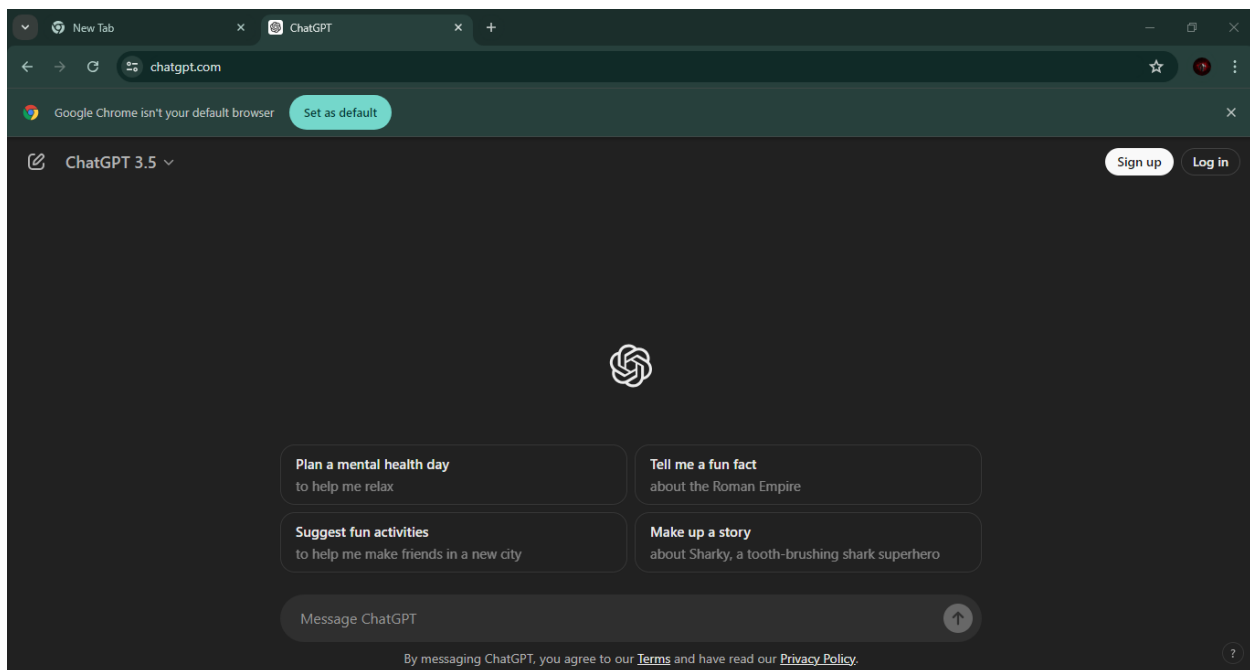 New Tab
ChatGPT
chatgpt.com
Google Chrome isn't your default browser
Set as default
ChatGPT 3.5
Sign up
Log in
Plan a mental health day
to help me relax
Tell me a fun fact
about the Roman Empire
Suggest fun activities
to help me make friends in a new city
Make up a story
about Sharky, a tooth-brushing shark superhero
Message ChatGPT
By messaging ChatGPT, you agree to our Terms and have read our Privacy Policy.
?